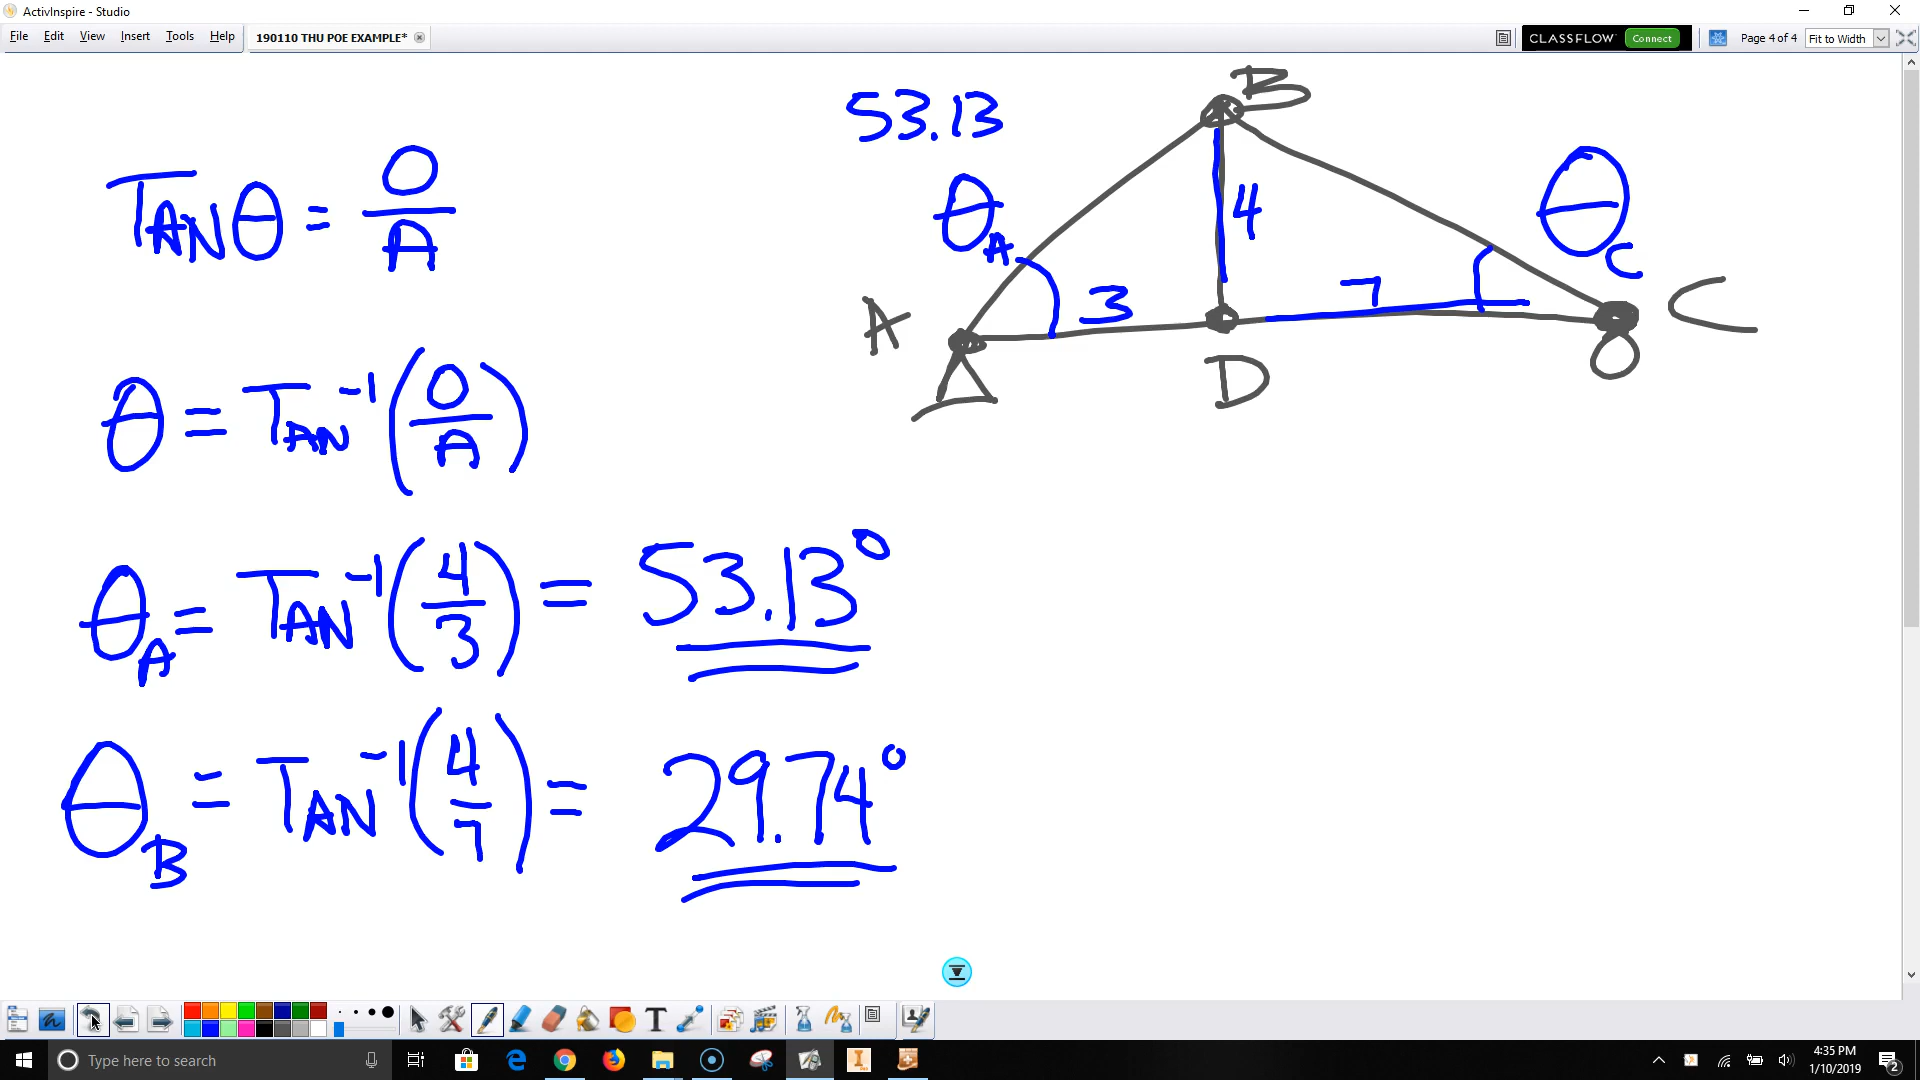 ActivInspire - Studio
File Edit View Insert Tools Help
190110 THU POE EXAMPLE*
CLASSFLOW Connect
Page 4 of 4
Fit to Width
TAN θ = O/A
θ = TAN⁻¹(O/A)
θA = TAN⁻¹(4/3) = 53.13°
θB = TAN⁻¹(4/7) = 29.74°
53.13
B
θA
4
θC
3
7
A
C
D
Type here to search
4:35 PM
1/10/2019
2